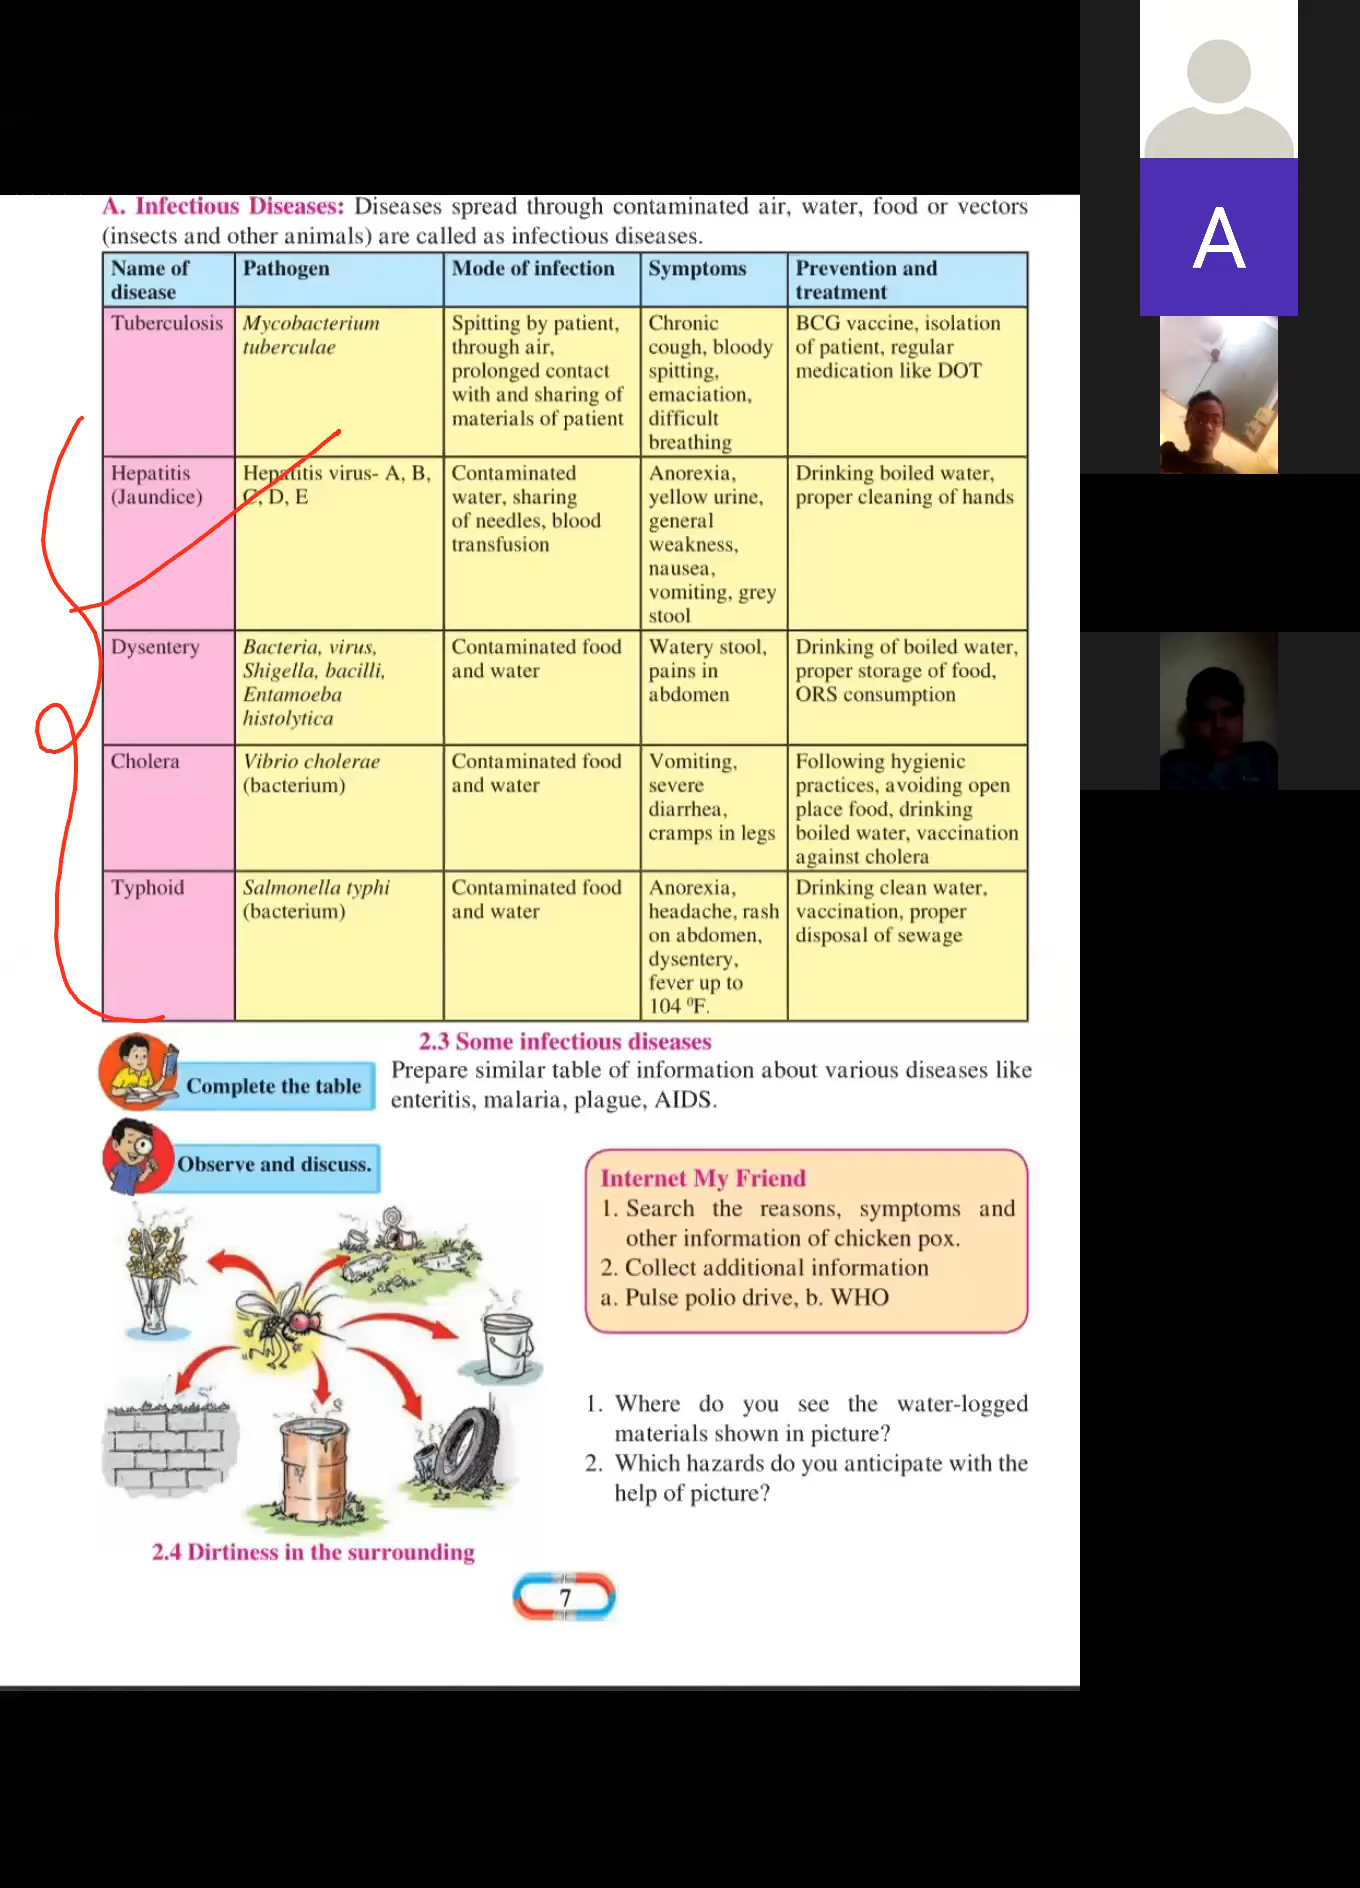 A. Infectious Diseases: Diseases spread through contaminated air, water, food or vectors
(insects and other animals) are called as infectious diseases.
Name of
disease
Pathogen
Mode of infection
Symptoms
Prevention and
treatment
Tuberculosis
Mycobacterium
tuberculae
Spitting by patient,
through air,
prolonged contact
with and sharing of
materials of patient
Chronic
cough, bloody
spitting,
emaciation,
difficult
breathing
BCG vaccine, isolation
of patient, regular
medication like DOT
Hepatitis
(Jaundice)
Hepatitis virus- A, B,
C, D, E
Contaminated
water, sharing
of needles, blood
transfusion
Anorexia,
yellow urine,
general
weakness,
nausea,
vomiting, grey
stool
Drinking boiled water,
proper cleaning of hands
Dysentery
Bacteria, virus,
Shigella, bacilli,
Entamoeba
histolytica
Contaminated food
and water
Watery stool,
pains in
abdomen
Drinking of boiled water,
proper storage of food,
ORS consumption
Cholera
Vibrio cholerae
(bacterium)
Contaminated food
and water
Vomiting,
severe
diarrhea,
cramps in legs
Following hygienic
practices, avoiding open
place food, drinking
boiled water, vaccination
against cholera
Typhoid
Salmonella typhi
(bacterium)
Contaminated food
and water
Anorexia,
headache, rash
on abdomen,
dysentery,
fever up to
104 ⁰F.
Drinking clean water,
vaccination, proper
disposal of sewage
2.3 Some infectious diseases
Complete the table
Prepare similar table of information about various diseases like
enteritis, malaria, plague, AIDS.
Observe and discuss.
Internet My Friend
1. Search the reasons, symptoms and
other information of chicken pox.
2. Collect additional information
a. Pulse polio drive, b. WHO
1. Where do you see the water-logged
materials shown in picture?
2. Which hazards do you anticipate with the
help of picture?
2.4 Dirtiness in the surrounding
7
A